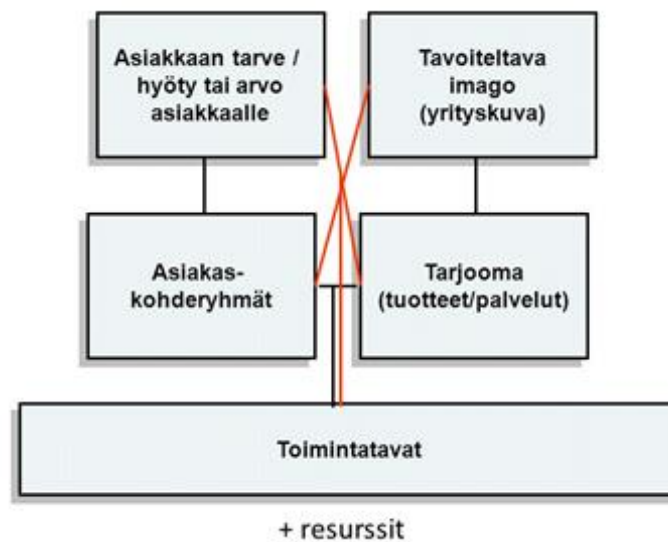 Asiakkaan tarve /
hyöty tai arvo
asiakkaalle
Tavoiteltava
imago
(yrityskuva)
Asiakas-
kohderyhmät
Tarjooma
(tuotteet/palvelut)
Toimintatavat
+ resurssit